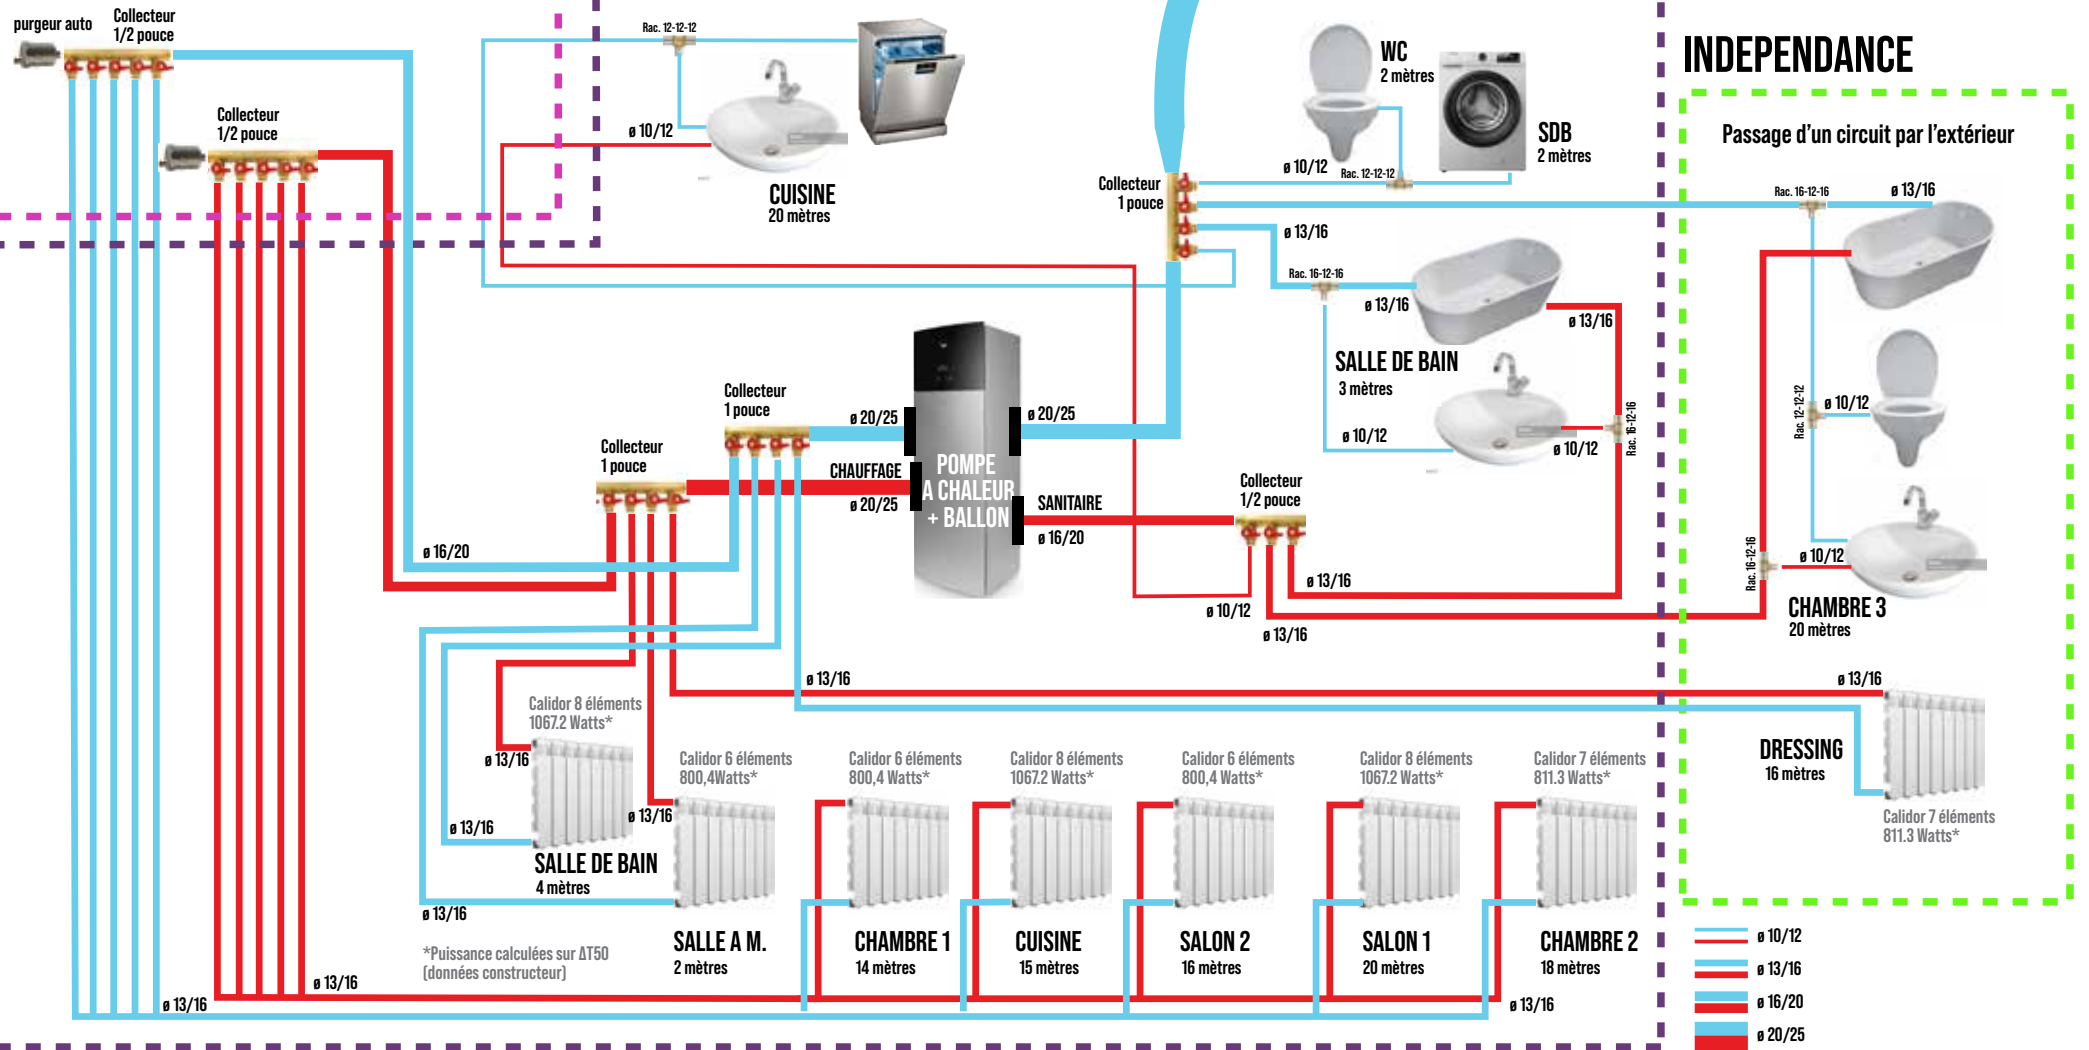 purgeur auto
Collecteur
1/2 pouce
Collecteur
1/2 pouce
Rac. 12-12-12
ø 10/12
CUISINE
20 mètres
WC
2 mètres
SDB
2 mètres
ø 10/12
Rac. 12-12-12
Collecteur
1 pouce
ø 13/16
Rac. 16-12-16
ø 13/16
ø 13/16
SALLE DE BAIN
3 mètres
ø 10/12
ø 10/12
Rac. 16-12-16
INDEPENDANCE
Passage d'un circuit par l'extérieur
Rac. 16-12-16
ø 13/16
Rac. 12-12-12
ø 10/12
Rac. 16-12-16
ø 10/12
CHAMBRE 3
20 mètres
Collecteur
1 pouce
ø 20/25
ø 20/25
Collecteur
1 pouce
CHAUFFAGE
ø 20/25
POMPE
A CHALEUR
+ BALLON
SANITAIRE
ø 16/20
Collecteur
1/2 pouce
ø 16/20
ø 13/16
ø 10/12
ø 13/16
ø 13/16
ø 13/16
Calidor 8 éléments
1067.2 Watts*
ø 13/16
ø 13/16
SALLE DE BAIN
4 mètres
ø 13/16
Calidor 6 éléments
800,4Watts*
ø 13/16
SALLE A M.
2 mètres
Calidor 6 éléments
800,4 Watts*
CHAMBRE 1
14 mètres
Calidor 8 éléments
1067.2 Watts*
CUISINE
15 mètres
Calidor 6 éléments
800,4 Watts*
SALON 2
16 mètres
Calidor 8 éléments
1067.2 Watts*
SALON 1
20 mètres
Calidor 7 éléments
811.3 Watts*
CHAMBRE 2
18 mètres
DRESSING
16 mètres
Calidor 7 éléments
811.3 Watts*
*Puissance calculées sur ΔT50
(données constructeur)
ø 13/16
ø 13/16
ø 13/16
ø 10/12
ø 13/16
ø 16/20
ø 20/25